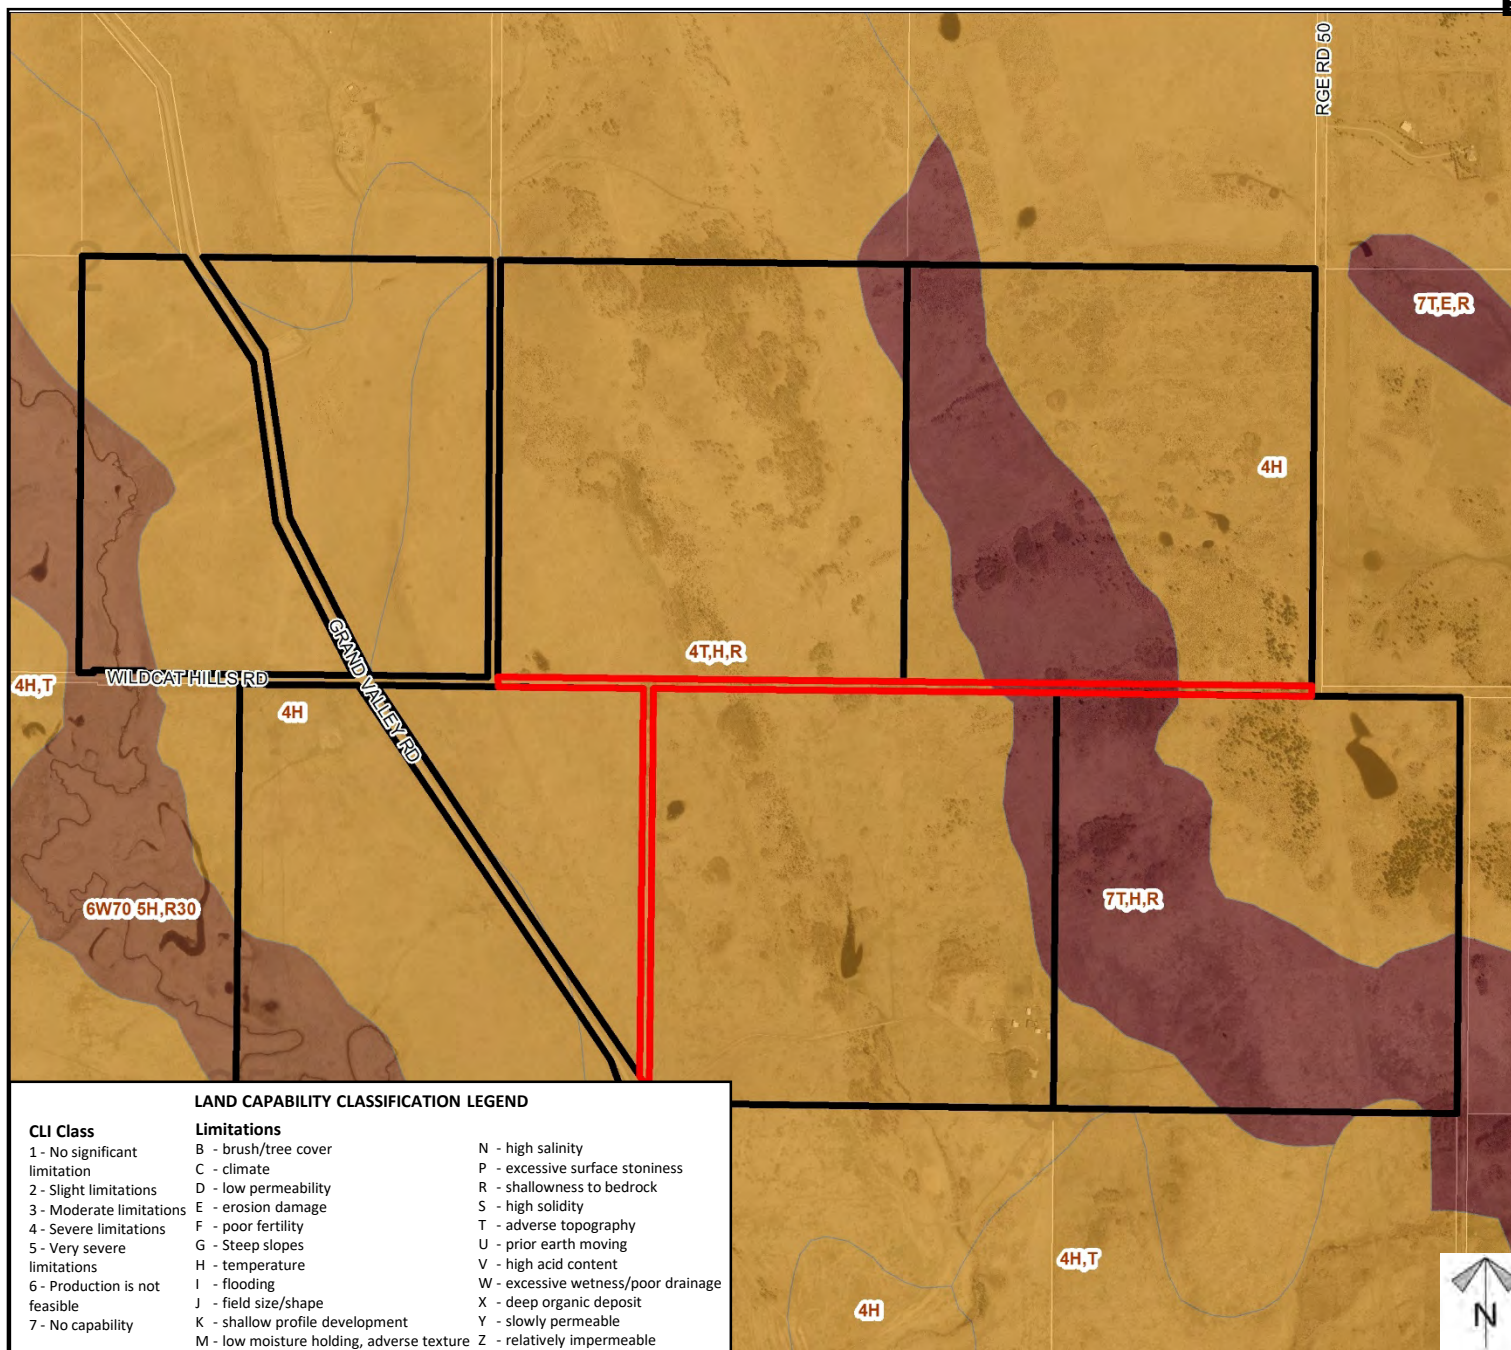 RGE RD 50
2
7T,E,R
4H
4T,H,R
WILDCAT HILLS RD
4H,T
GRAND VALLEY RD
4H
6W70 5H,R30
7T,H,R
4H,T
4H
N
LAND CAPABILITY CLASSIFICATION LEGEND
CLI Class
1 - No significant
limitation
2 - Slight limitations
3 - Moderate limitations
4 - Severe limitations
5 - Very severe
limitations
6 - Production is not
feasible
7 - No capability
Limitations
B - brush/tree cover
C - climate
D - low permeability
E - erosion damage
F - poor fertility
G - Steep slopes
H - temperature
I - flooding
J - field size/shape
K - shallow profile development
M - low moisture holding, adverse texture
N - high salinity
P - excessive surface stoniness
R - shallowness to bedrock
S - high solidity
T - adverse topography
U - prior earth moving
V - high acid content
W - excessive wetness/poor drainage
X - deep organic deposit
Y - slowly permeable
Z - relatively impermeable